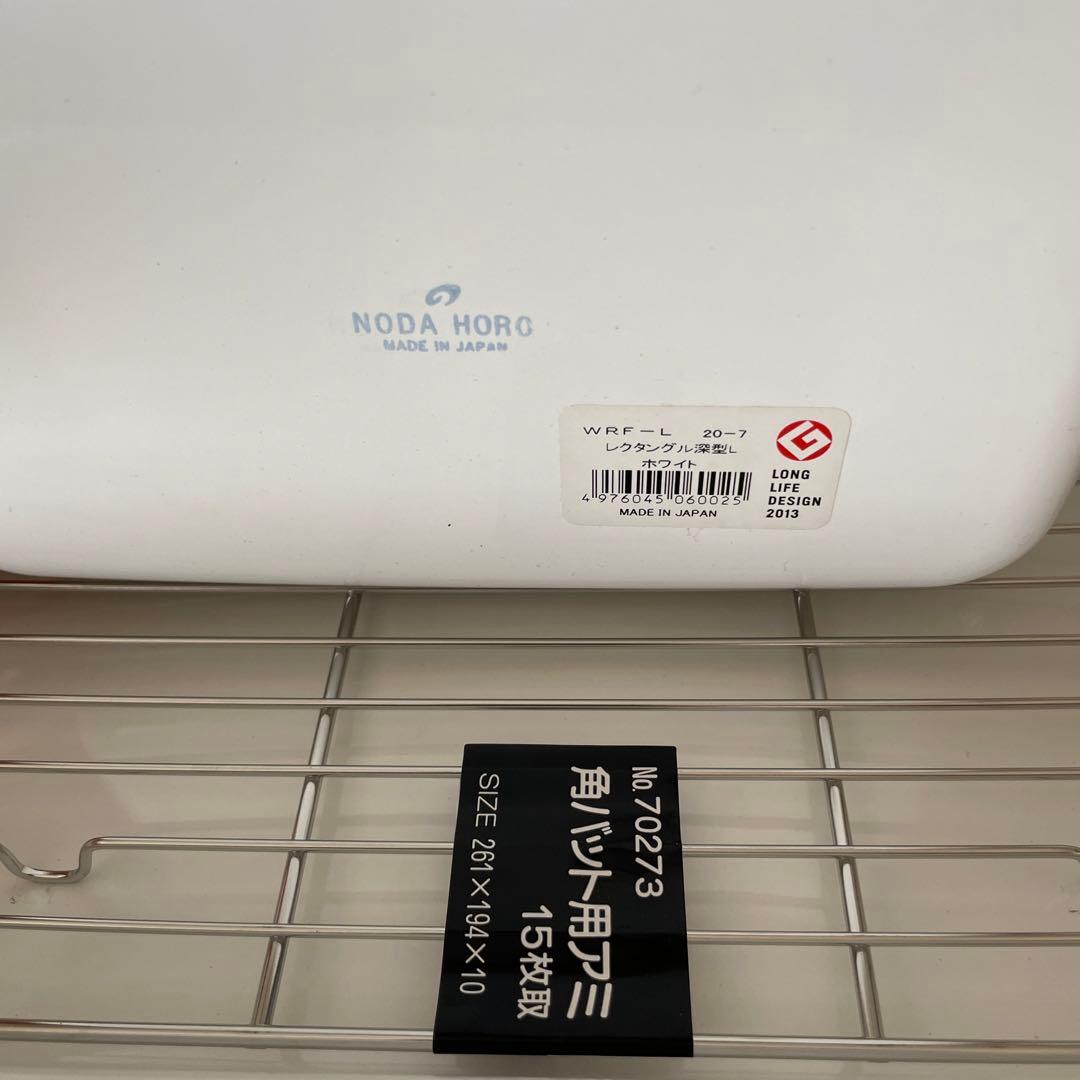 NODA HORO
MADE IN JAPAN
WRF-L 20-7
レクタングル深型L
ホワイト
4976045060025
MADE IN JAPAN
LONG
LIFE
DESIGN
2013
No.70273
角バット用アミ
15枚取
SIZE 261×194×10